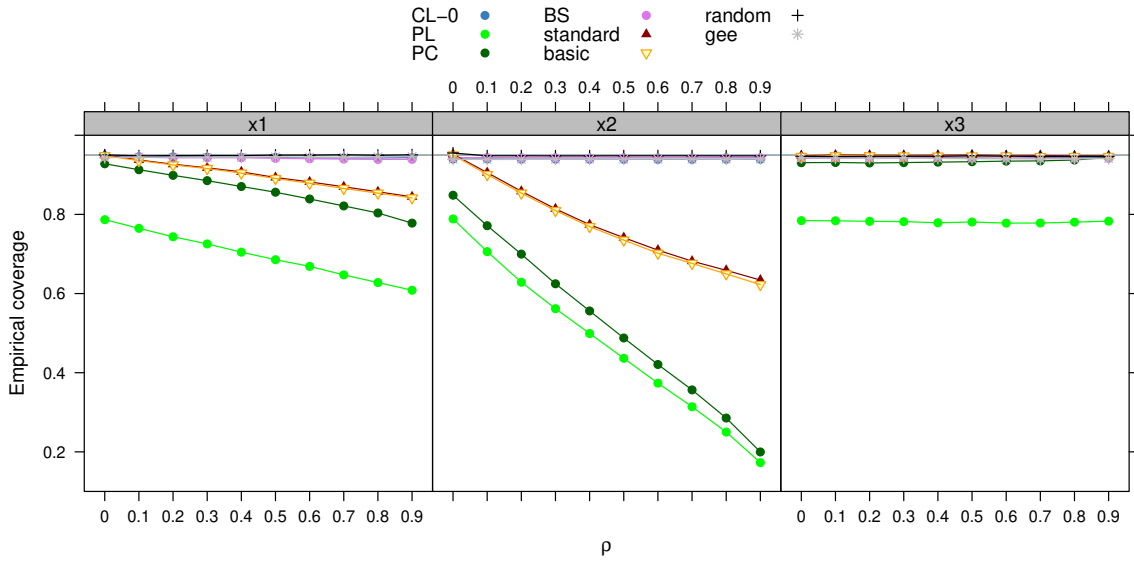 CL−0 BS random
PL standard gee
PC basic
0 0.1 0.2 0.3 0.4 0.5 0.6 0.7 0.8 0.9
x1 x2 x3
Empirical coverage
0.8
0.6
0.4
0.2
0 0.1 0.2 0.3 0.4 0.5 0.6 0.7 0.8 0.9 0 0.1 0.2 0.3 0.4 0.5 0.6 0.7 0.8 0.9
ρ